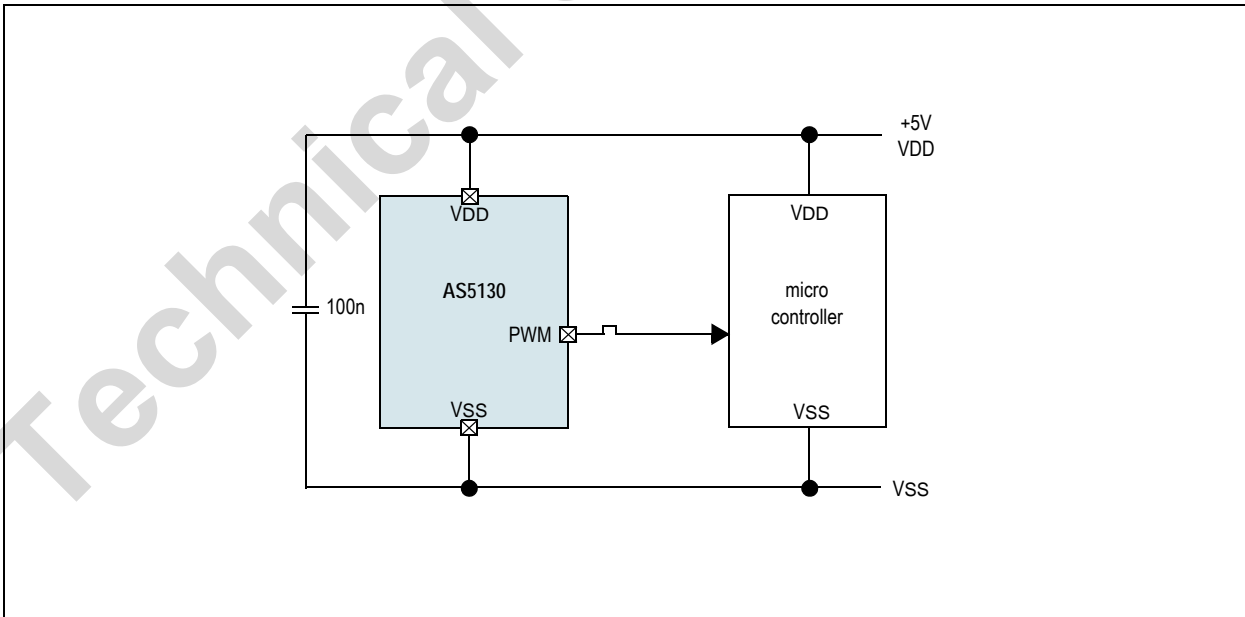 Technical
+5V
VDD
VDD
VDD
AS5130
micro
controller
100n
PWM
VSS
VSS
VSS